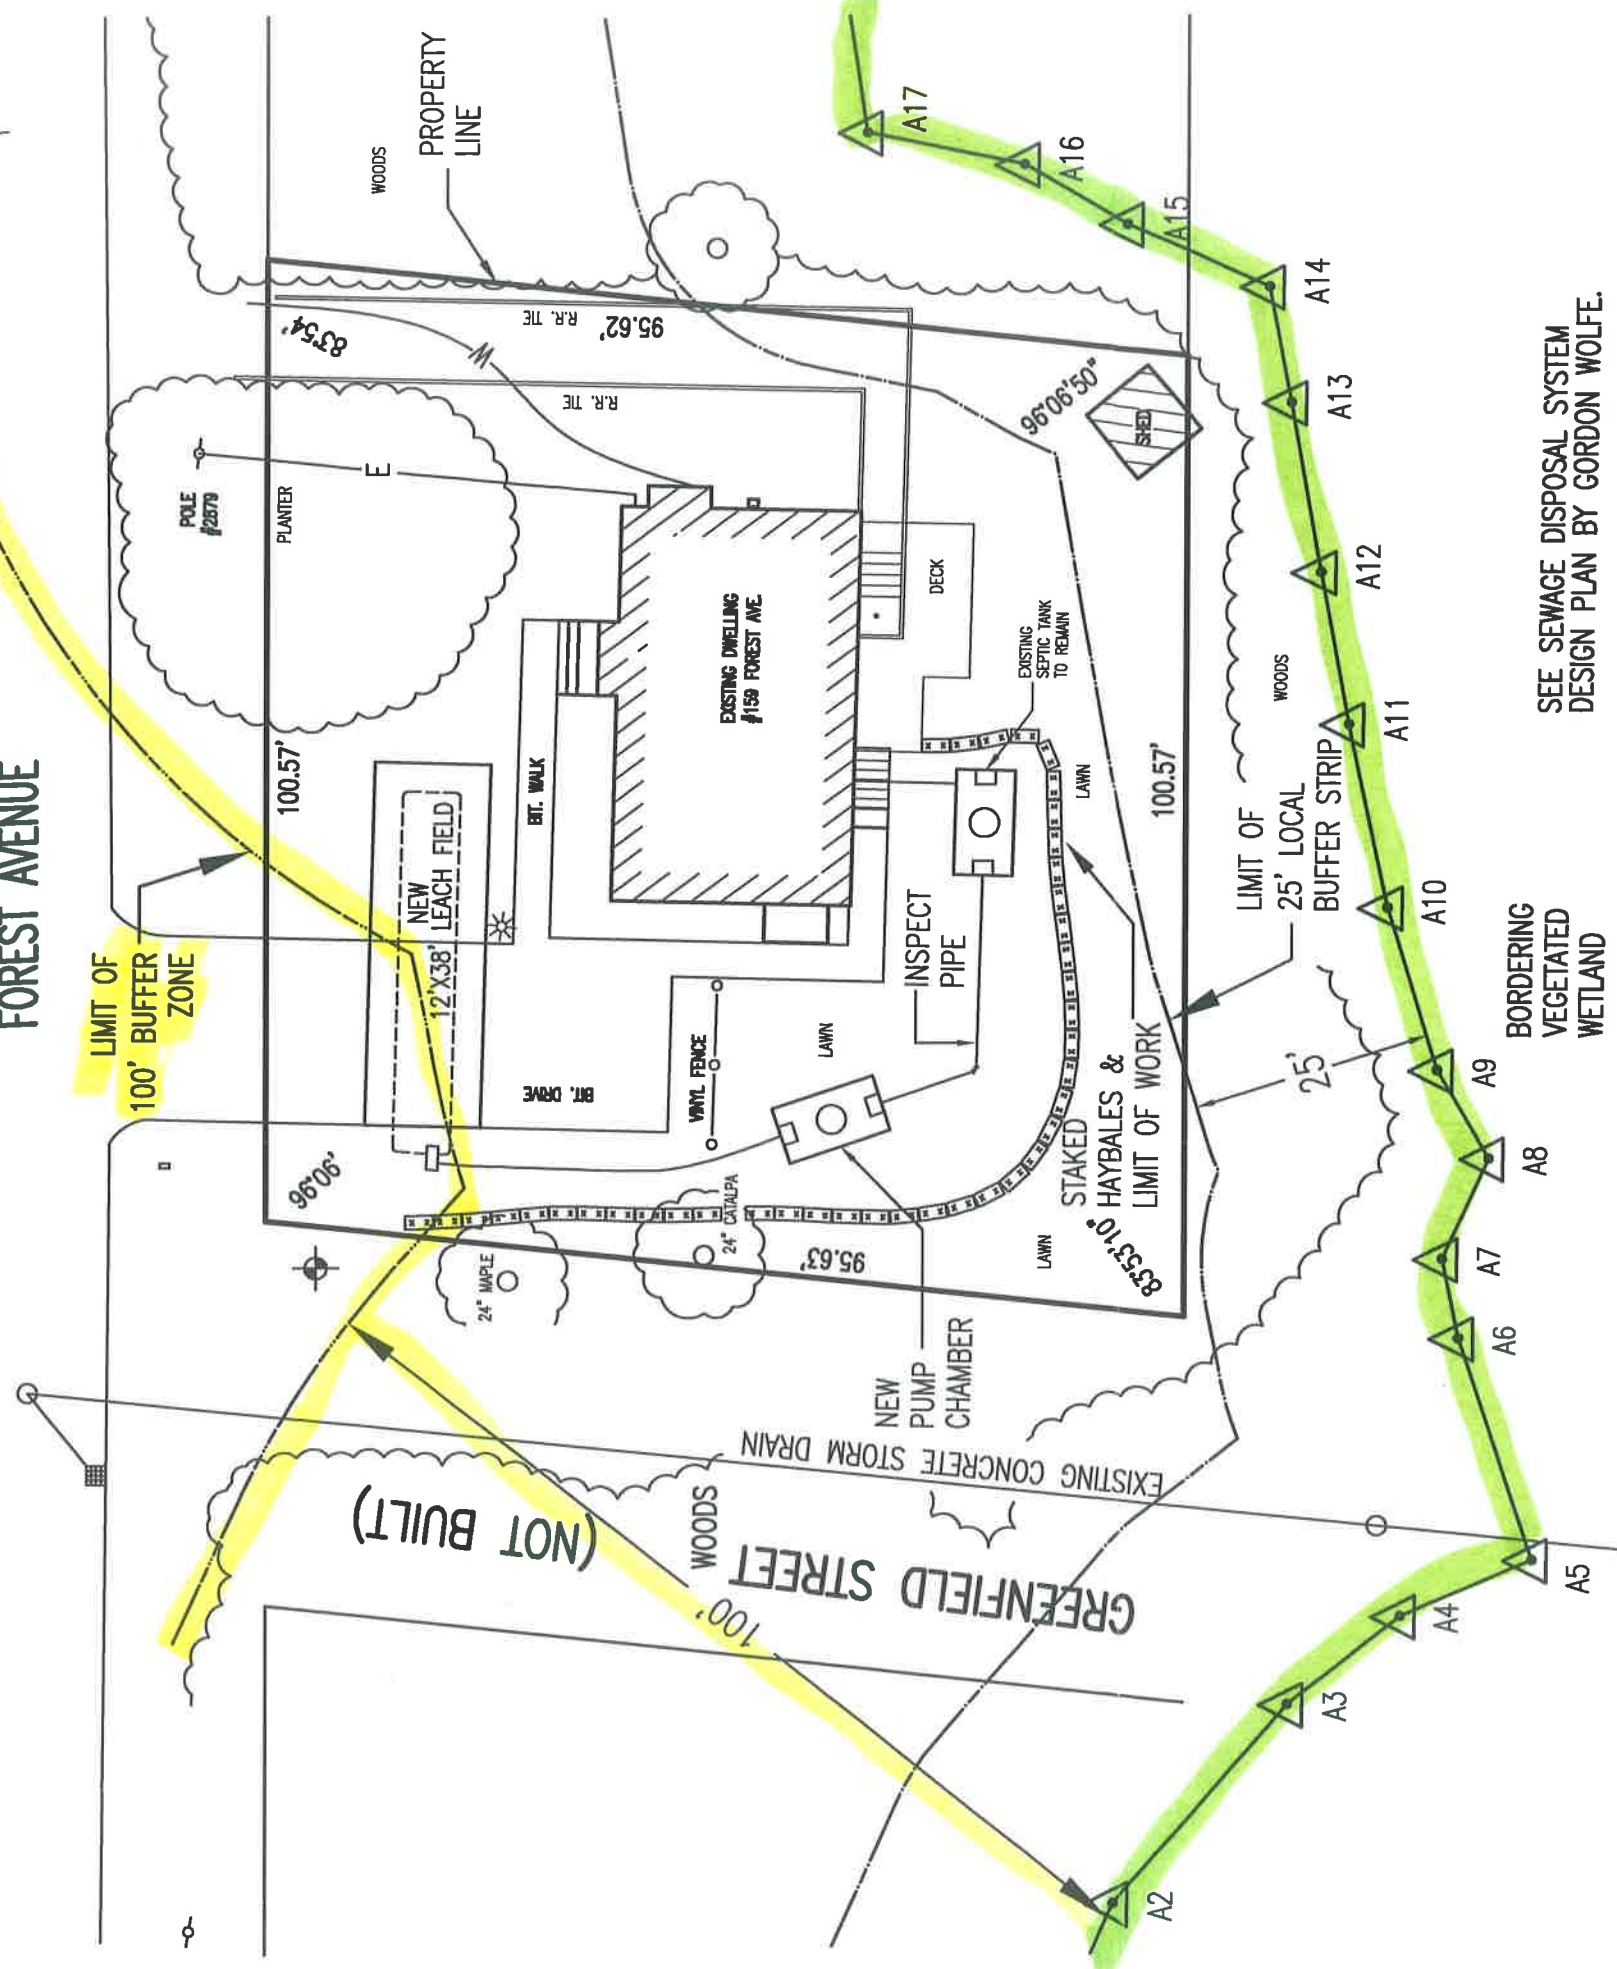 FOREST AVENUE
LIMIT OF
100' BUFFER
ZONE
WOODS
PROPERTY
LINE
POLE
#2879
PLANTER
E
W
83°54'
R.R. TIE
95.62'
R.R. TIE
100.57'
96°06'
NEW
LEACH FIELD
12'X38'
BIT. WALK
BIT. DRIVE
EXISTING DWELLING
#159 FOREST AVE.
DECK
EXISTING
SEPTIC TANK
TO REMAIN
96°06'50"
SHED
VINYL FENCE
LAWN
INSPECT
PIPE
LAWN
100.57'
24" MAPLE
24" CATALPA
95.63'
LAWN
83°53'10"
STAKED
HAYBALES &
LIMIT OF WORK
NEW
PUMP
CHAMBER
LIMIT OF
25' LOCAL
BUFFER STRIP
WOODS
25'
EXISTING CONCRETE STORM DRAIN
WOODS
GREENFIELD STREET
(NOT BUILT)
100'
A2
A3
A4
A5
A6
A7
A8
A9
A10
A11
A12
A13
A14
A15
A16
A17
BORDERING
VEGETATED
WETLAND
SEE SEWAGE DISPOSAL SYSTEM
DESIGN PLAN BY GORDON WOLFE.